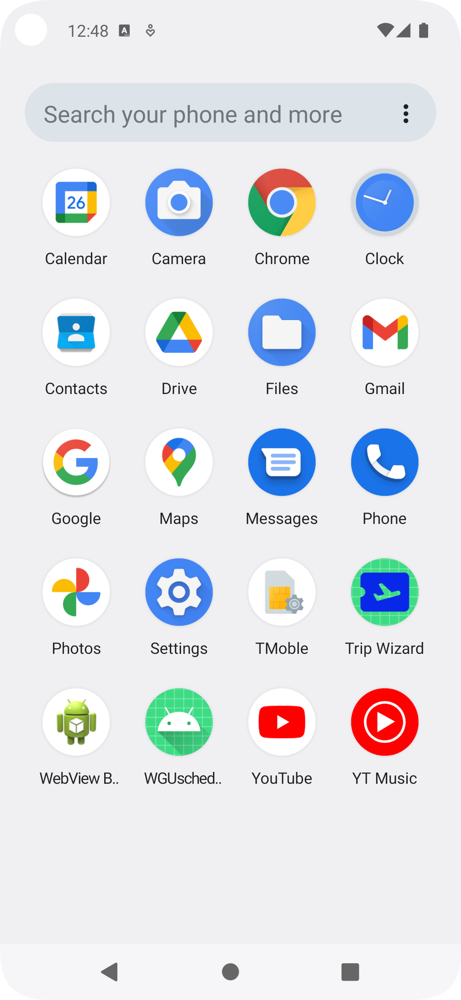 12:48
Search your phone and more
26
Calendar Camera Chrome Clock
Contacts Drive Files Gmail
Google Maps Messages Phone
Photos Settings TMoble Trip Wizard
WebView B.. WGUsched.. YouTube YT Music